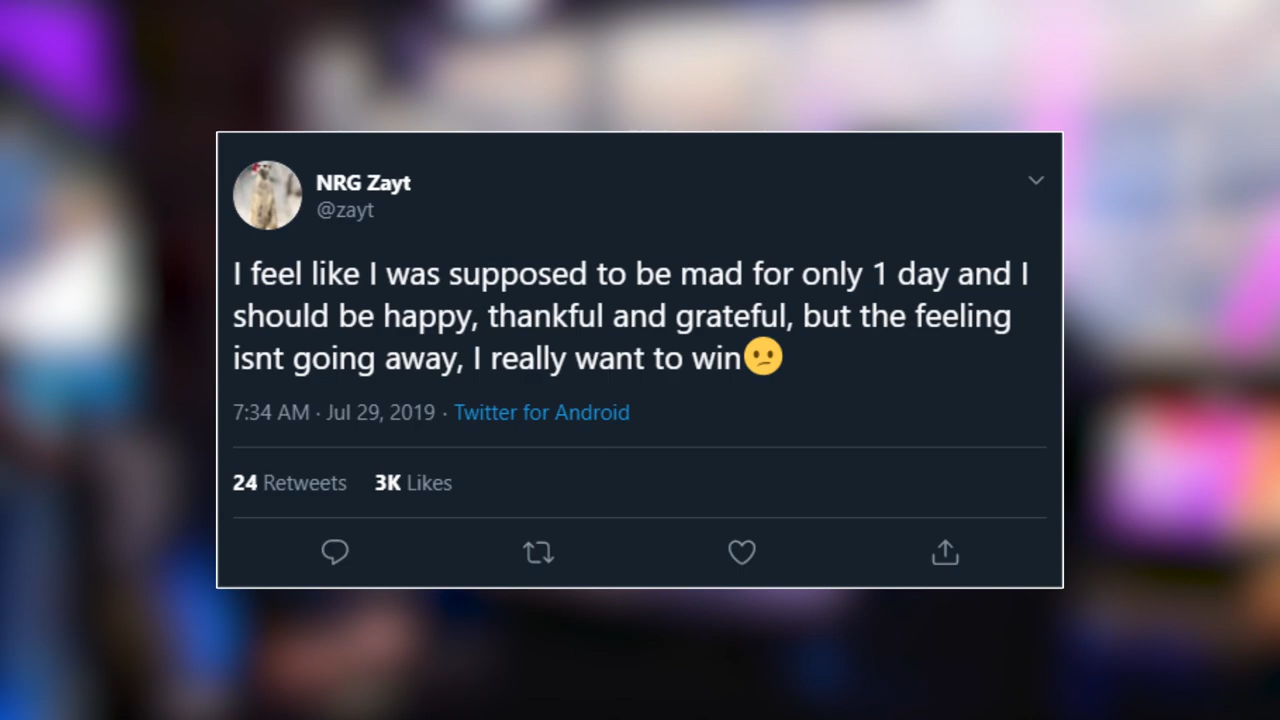 NRG Zayt
@zayt
I feel like I was supposed to be mad for only 1 day and I
should be happy, thankful and grateful, but the feeling
isnt going away, I really want to win😕
7:34 AM · Jul 29, 2019 · Twitter for Android
24 Retweets 3K Likes